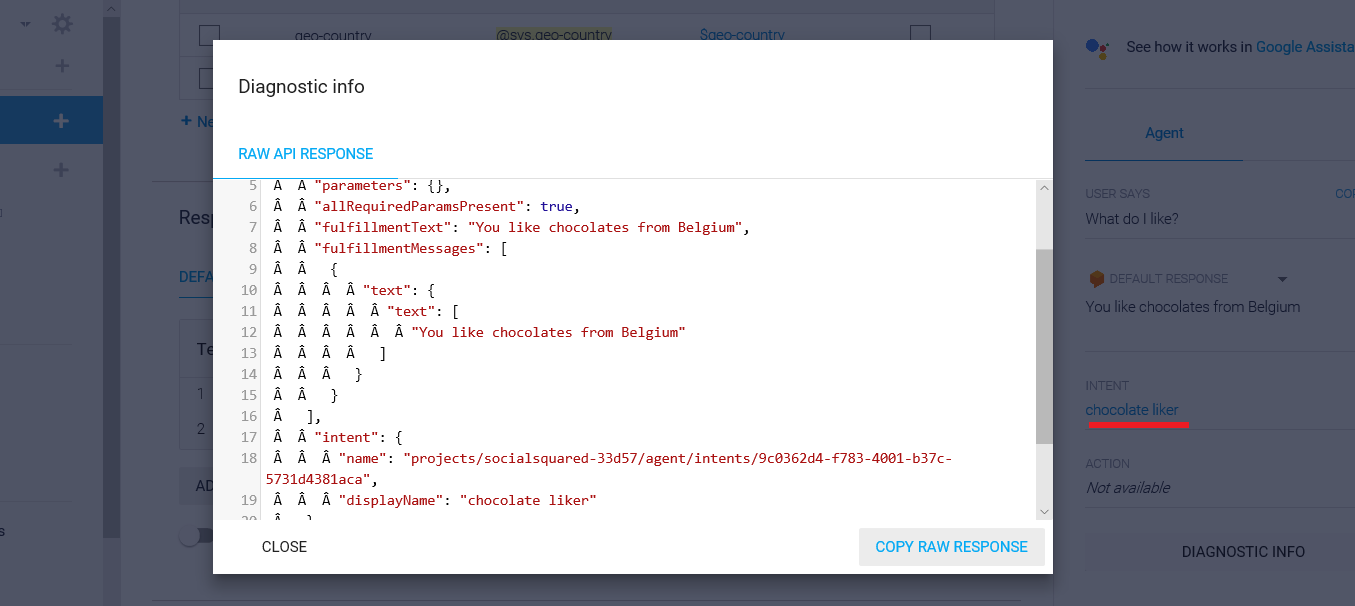 geo-country @sys.geo-country $geo-country
See how it works in Google Assista
Diagnostic info
+ Ne
Agent
RAW API RESPONSE
5 Â Â "parameters": {},
6 Â Â "allRequiredParamsPresent": true,
7 Â Â "fulfillmentText": "You like chocolates from Belgium",
8 Â Â "fulfillmentMessages": [
9 Â Â {
10 Â Â Â Â "text": {
11 Â Â Â Â Â "text": [
12 Â Â Â Â Â Â "You like chocolates from Belgium"
13 Â Â Â Â ]
14 Â Â Â }
15 Â Â }
16 Â ],
17 Â Â "intent": {
18 Â Â Â "name": "projects/socialsquared-33d57/agent/intents/9c0362d4-f783-4001-b37c-
5731d4381aca",
19 Â Â Â "displayName": "chocolate liker"
20 Â }
CLOSE
COPY RAW RESPONSE
Resp
DEFA
Te
1
2
AD
s
USER SAYS
CO
What do I like?
DEFAULT RESPONSE
You like chocolates from Belgium
INTENT
chocolate liker
ACTION
Not available
DIAGNOSTIC INFO